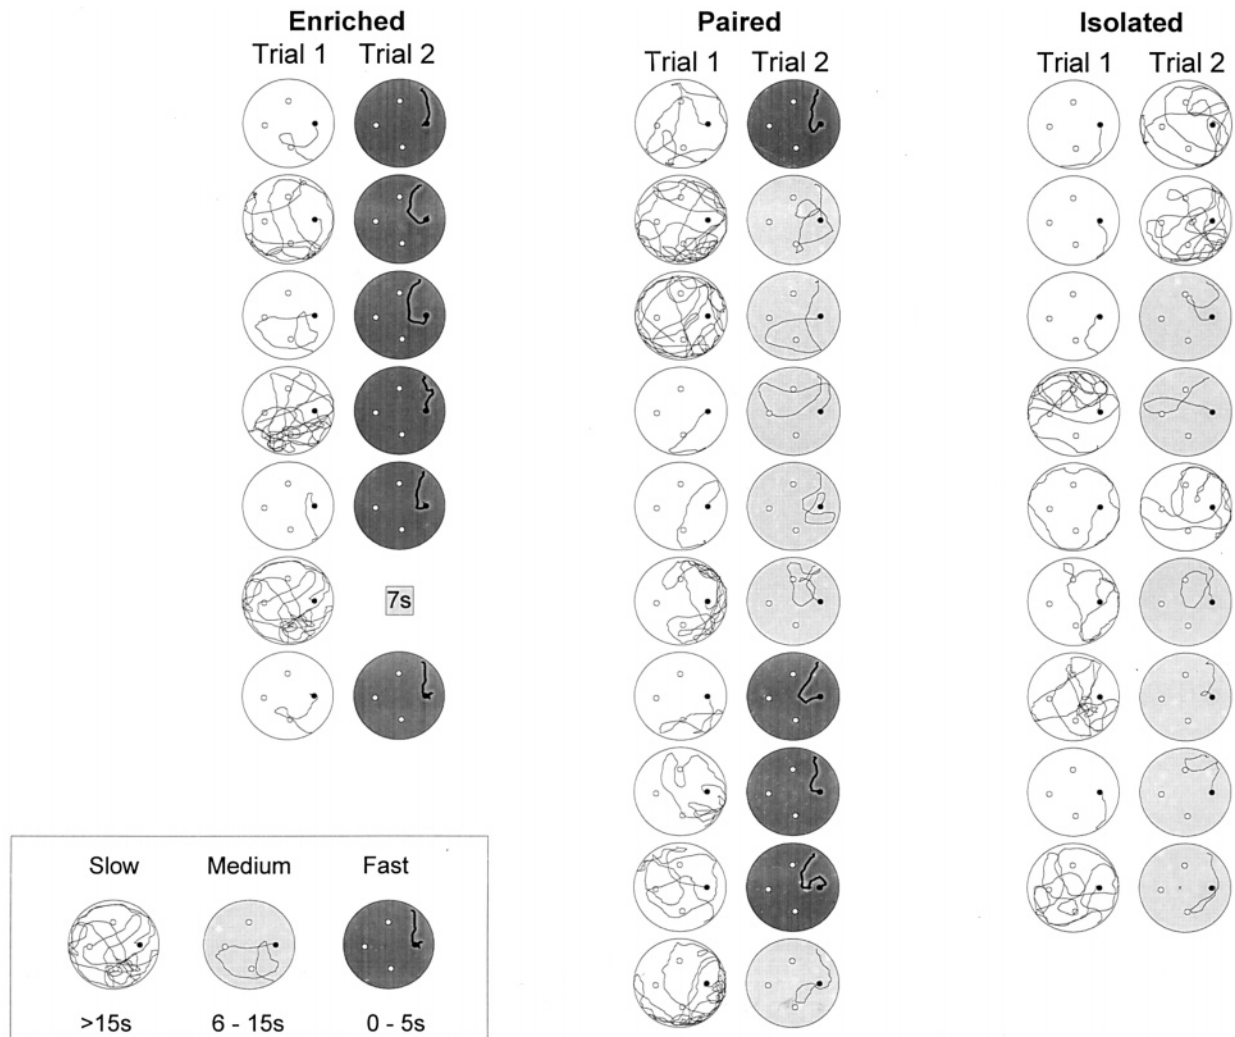 Enriched
Paired
Isolated
Trial 1 Trial 2
Trial 1 Trial 2
Trial 1 Trial 2
7s
Slow Medium Fast
>15s 6 - 15s 0 - 5s